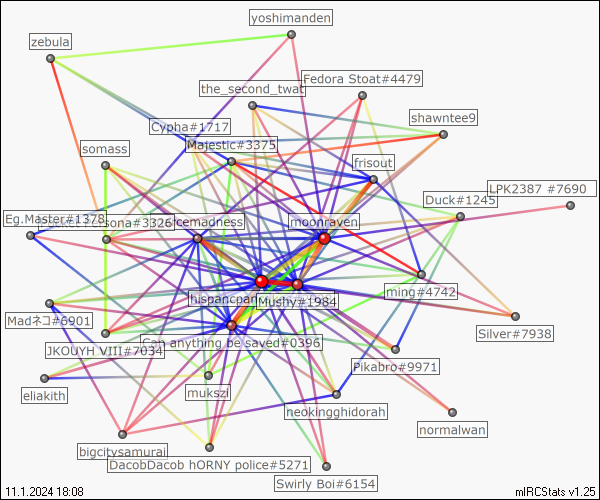 yoshimanden
zebula
Fedora Stoat#4479
the_second_twat
shawntee9
Cypha#1717
Majestic#3375
somass
frisout
LPK2387 #7690
Duck#1245
Eg.Master#1378
sona#3326
cemadness
moonraven
ming#4742
hispanicpan
Mushy#1984
Madネコ#6901
Silver#7938
Can anything be saved#0396
JKOUYH VIII#7034
Pikabro#9971
eliakith
mukszi
neokingghidorah
normalwan
bigcitysamurai
DacobDacob hORNY police#5271
Swirly Boi#6154
11.1.2024 18:08
mIRCStats v1.25